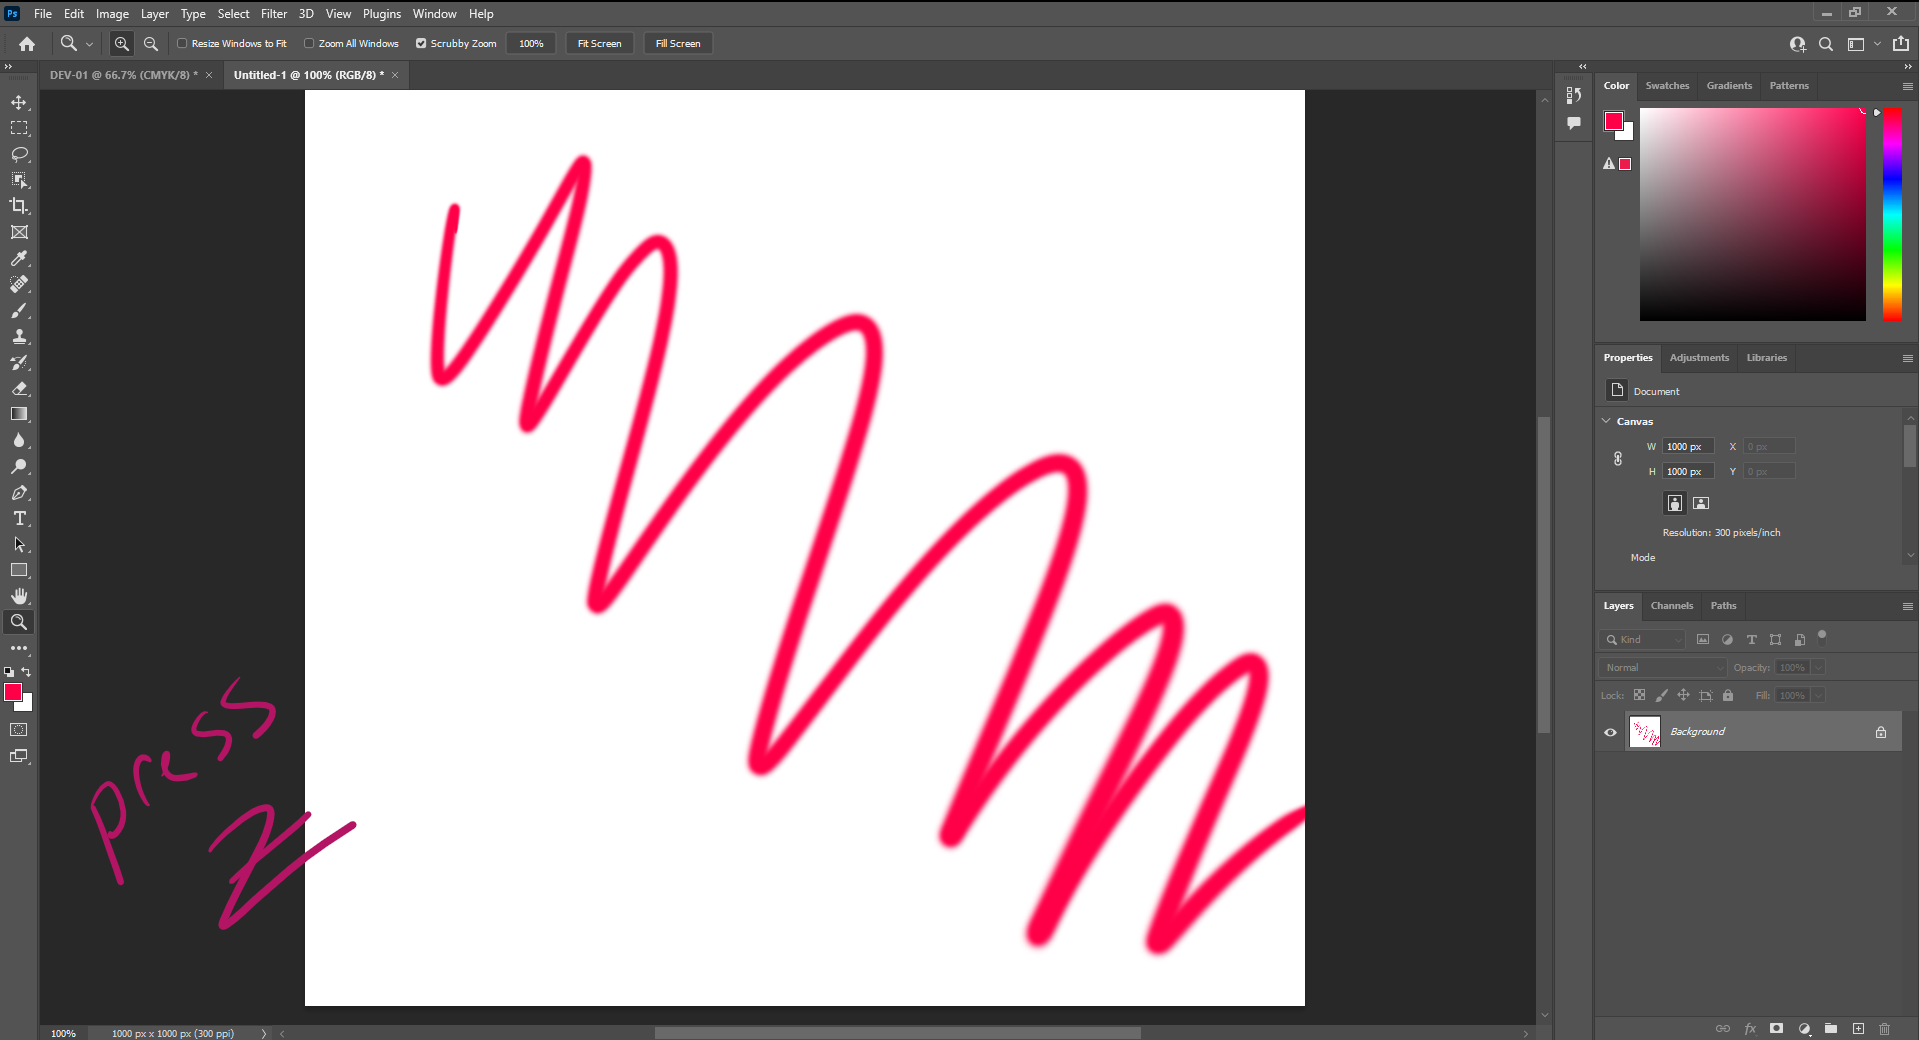 Ps File Edit Image Layer Type Select Filter 3D View Plugins Window Help
Resize Windows to Fit Zoom All Windows Scrubby Zoom 100% Fit Screen Fill Screen
DEV-01 @ 66.7% (CMYK/8) * × Untitled-1 @ 100% (RGB/8) * ×
Color Swatches Gradients Patterns
Properties Adjustments Libraries
Document
Canvas
W 1000 px X 0 px
H 1000 px Y 0 px
Resolution: 300 pixels/inch
Mode
Layers Channels Paths
Kind
Normal Opacity: 100%
Lock: Fill: 100%
Background
press
Z
100% 1000 px x 1000 px (300 ppi)